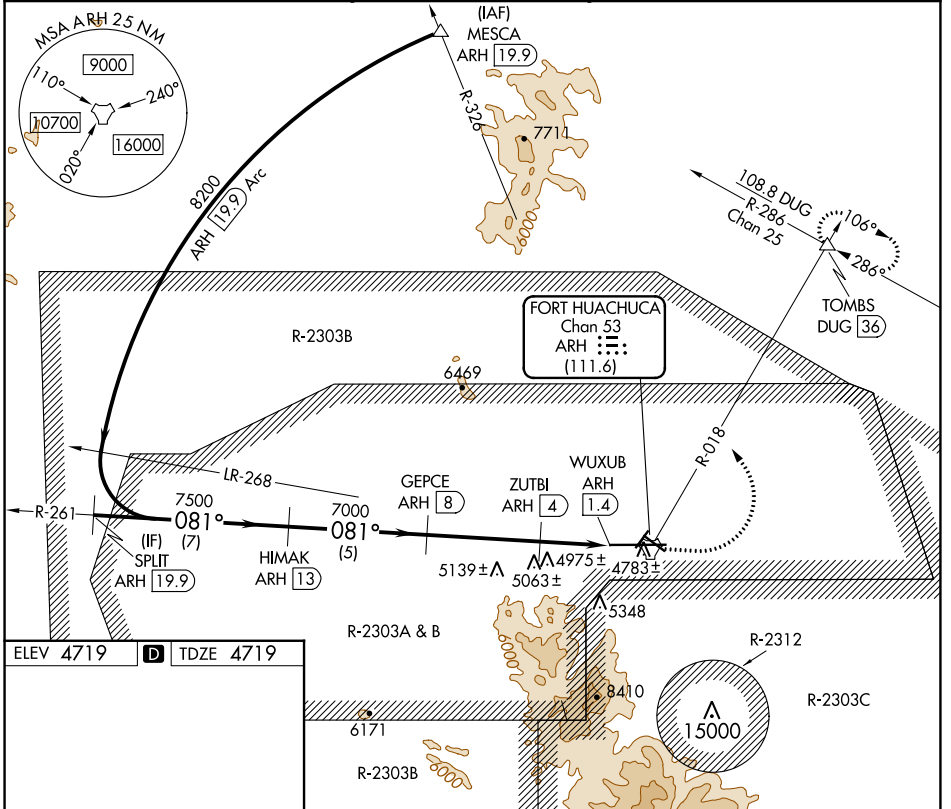 MSA ARH 25 NM
9000
110°
240°
10700
16000
020°
(IAF)
MESCA
ARH 19.9
R-326
7711
6000
8200
ARH 19.9 Arc
108.8 DUG
R-286
Chan 25
106°
286°
TOMBS
DUG 36
FORT HUACHUCA
Chan 53
ARH
(111.6)
R-2303B
6469
R-018
LR-268
R-261
7500
081°
(7)
7000
081°
(5)
GEPCE
ARH 8
ZUTBI
ARH 4
WUXUB
ARH
1.4
(IF)
SPLIT
ARH 19.9
HIMAK
ARH 13
5139±
5063±
4975±
4783±
5348
R-2303A & B
6000
R-2312
8410
15000
R-2303C
ELEV 4719
D
TDZE 4719
6171
R-2303B
6000